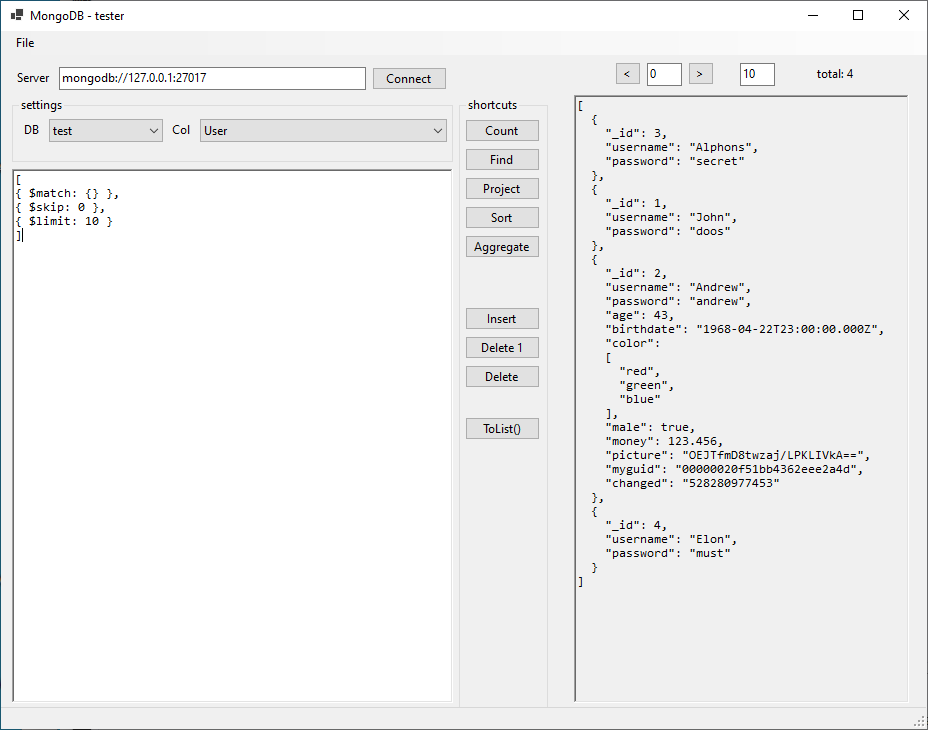 MongoDB - tester
File
Server mongodb://127.0.0.1:27017 Connect
< 0 > 10 total: 4
settings
DB test Col User
[
{ $match: {} },
{ $skip: 0 },
{ $limit: 10 }
]
shortcuts
Count
Find
Project
Sort
Aggregate
Insert
Delete 1
Delete
ToList()
[
  {
    "_id": 3,
    "username": "Alphons",
    "password": "secret"
  },
  {
    "_id": 1,
    "username": "John",
    "password": "doos"
  },
  {
    "_id": 2,
    "username": "Andrew",
    "password": "andrew",
    "age": 43,
    "birthdate": "1968-04-22T23:00:00.000Z",
    "color":
    [
      "red",
      "green",
      "blue"
    ],
    "male": true,
    "money": 123.456,
    "picture": "OEJTfmD8twzaj/LPKLIVkA==",
    "myguid": "00000020f51bb4362eee2a4d",
    "changed": "528280977453"
  },
  {
    "_id": 4,
    "username": "Elon",
    "password": "must"
  }
]